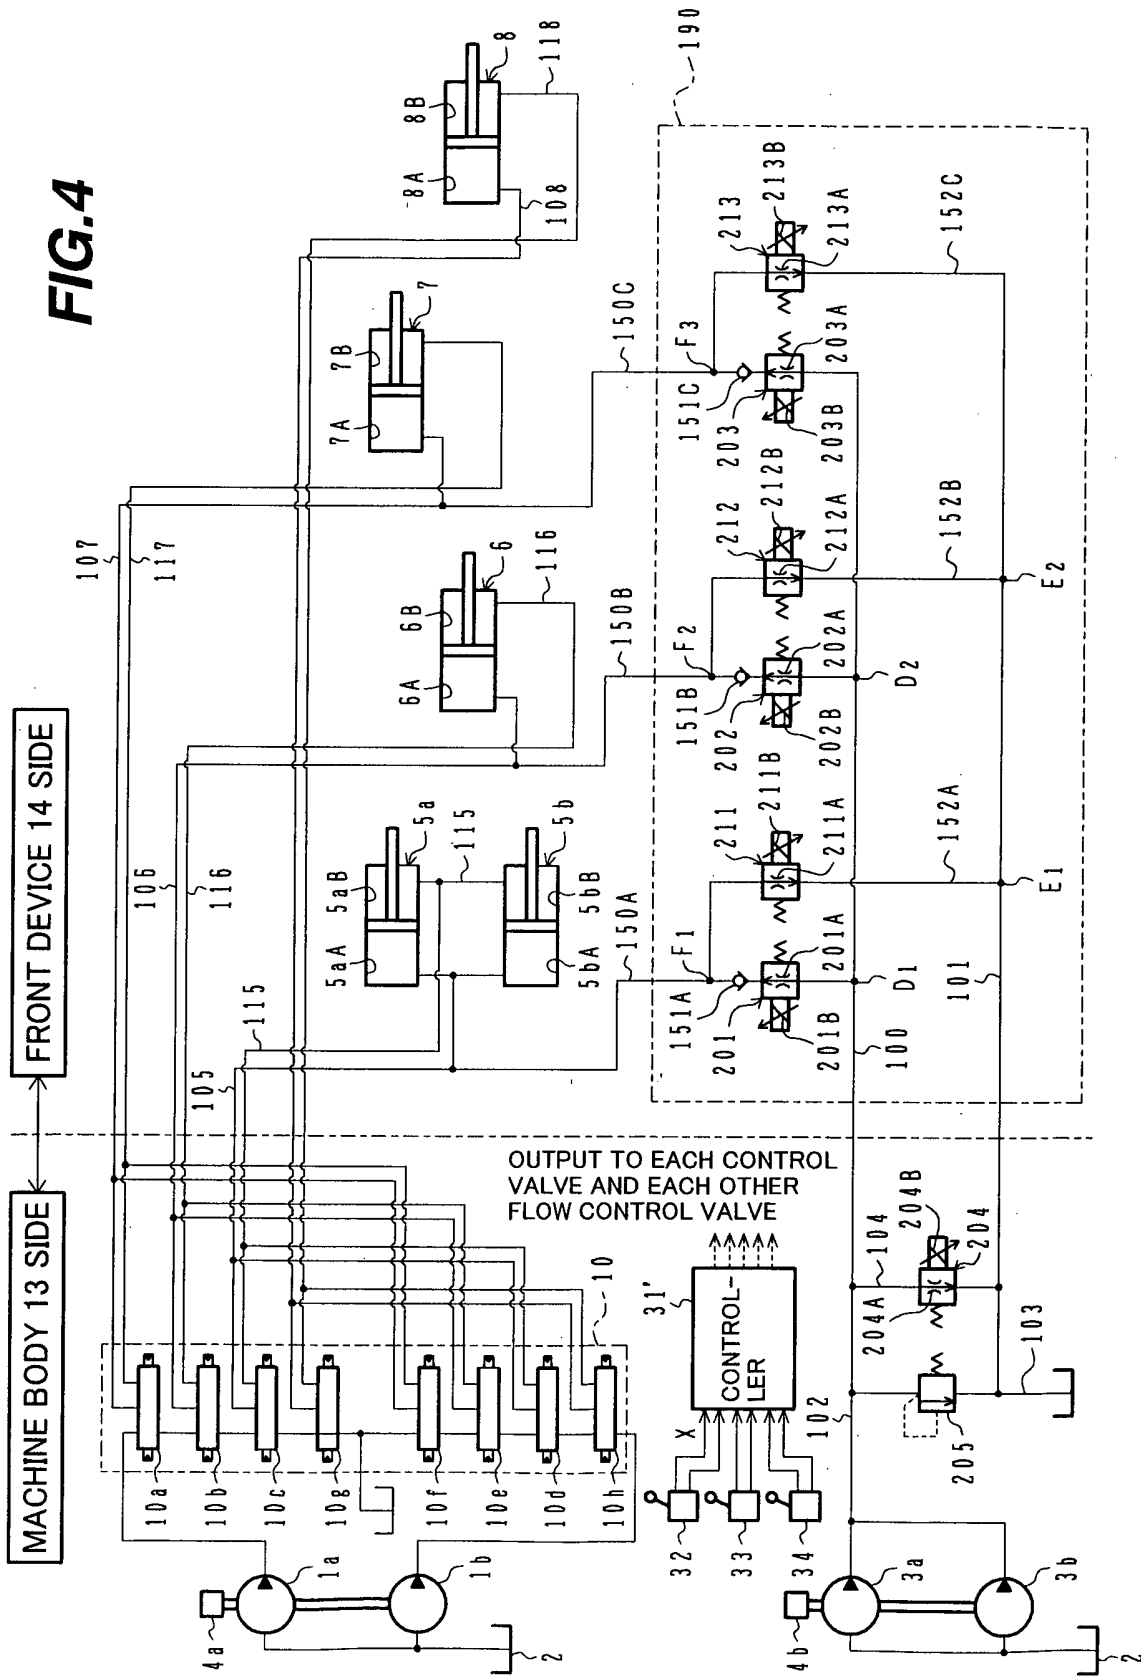 FIG.4
MACHINE BODY 13 SIDE
FRONT DEVICE 14 SIDE
107
117
106
116
105
115
7A
7B
7
8A
8B
8
118
108
6A
6B
6
116
5aA
5aB
5a
115
5bA
5bB
5b
150A
150B
150C
190
10
10a
10b
10c
10g
10f
10e
10d
10h
1a
1b
4a
2
OUTPUT TO EACH CONTROL
VALVE AND EACH OTHER
FLOW CONTROL VALVE
31'
CONTROL-
LER
X
32
33
34
F1
F2
F3
151A
151B
151C
201
201A
201B
211
211A
211B
202
202A
202B
212
212A
212B
203
203A
203B
213
213A
213B
D1
D2
E1
E2
100
101
152A
152B
152C
102
103
104
204
204A
204B
205
3a
3b
4b
2